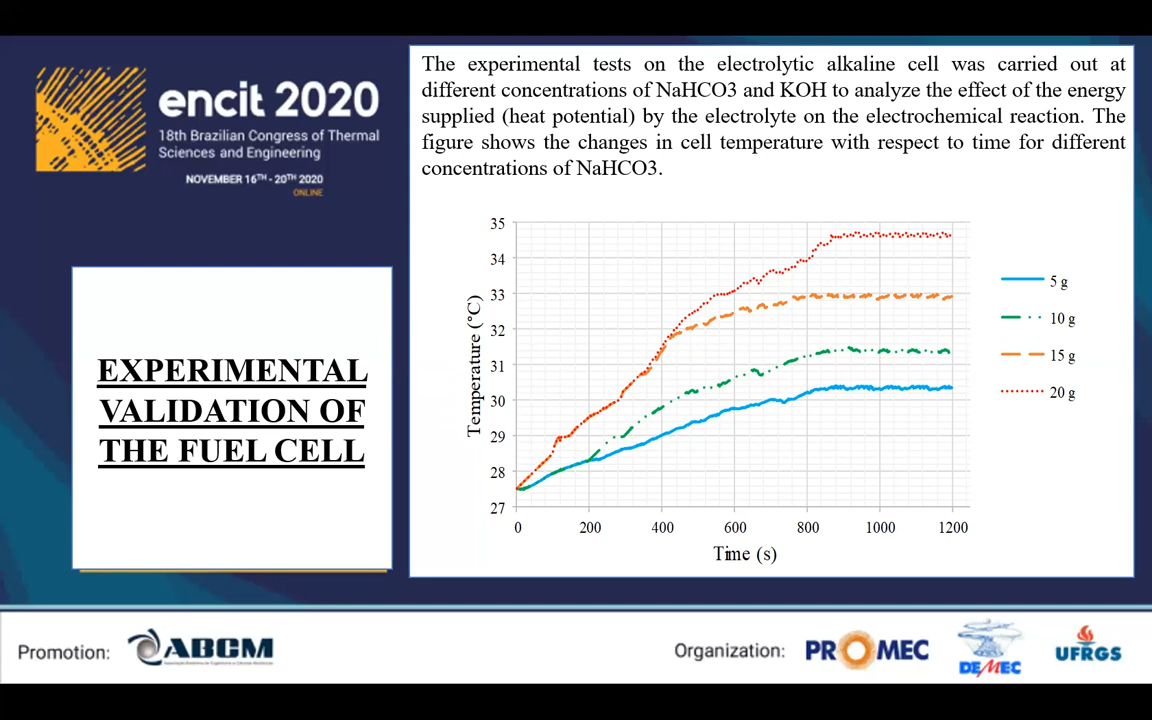 encit 2020
18th Brazilian Congress of Thermal
Sciences and Engineering
NOVEMBER 16TH - 20TH 2020
ONLINE
EXPERIMENTAL
VALIDATION OF
THE FUEL CELL
The experimental tests on the electrolytic alkaline cell was carried out at
different concentrations of NaHCO3 and KOH to analyze the effect of the energy
supplied (heat potential) by the electrolyte on the electrochemical reaction. The
figure shows the changes in cell temperature with respect to time for different
concentrations of NaHCO3.
35
34
33
32
31
30
29
28
27
Temperature (°C)
0 200 400 600 800 1000 1200
Time (s)
5 g
10 g
15 g
20 g
Promotion:
ABCM
Organization:
PROMEC
DEMEC
UFRGS